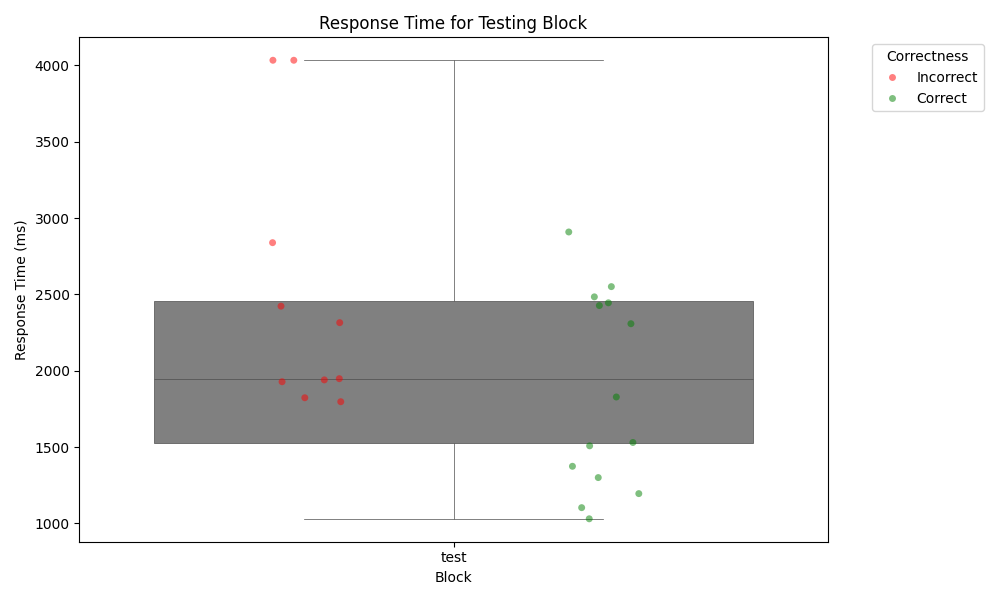 Response Time for Testing Block
Correctness
Incorrect
Correct
Response Time (ms)
4000
3500
3000
2500
2000
1500
1000
test
Block